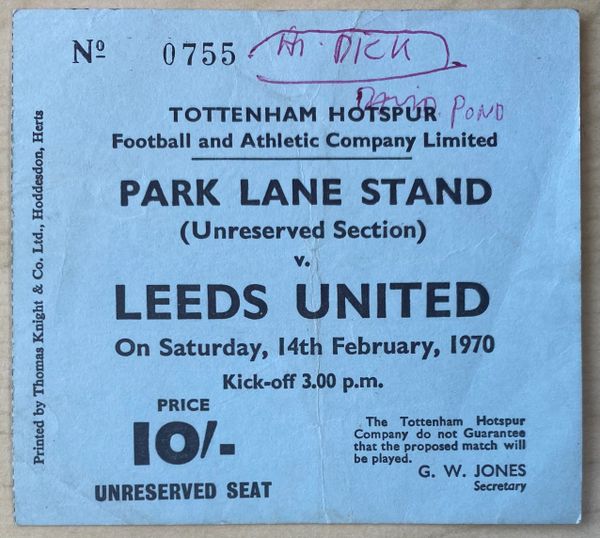 Nº 0755
Hi. DICK
DAVID POND
TOTTENHAM HOTSPUR
Football and Athletic Company Limited
PARK LANE STAND
(Unreserved Section)
v.
LEEDS UNITED
On Saturday, 14th February, 1970
Kick-off 3.00 p.m.
PRICE
10/-
UNRESERVED SEAT
The Tottenham Hotspur
Company do not Guarantee
that the proposed match will
be played.
G. W. JONES
Secretary
Printed by Thomas Knight & Co. Ltd., Hoddesdon, Herts